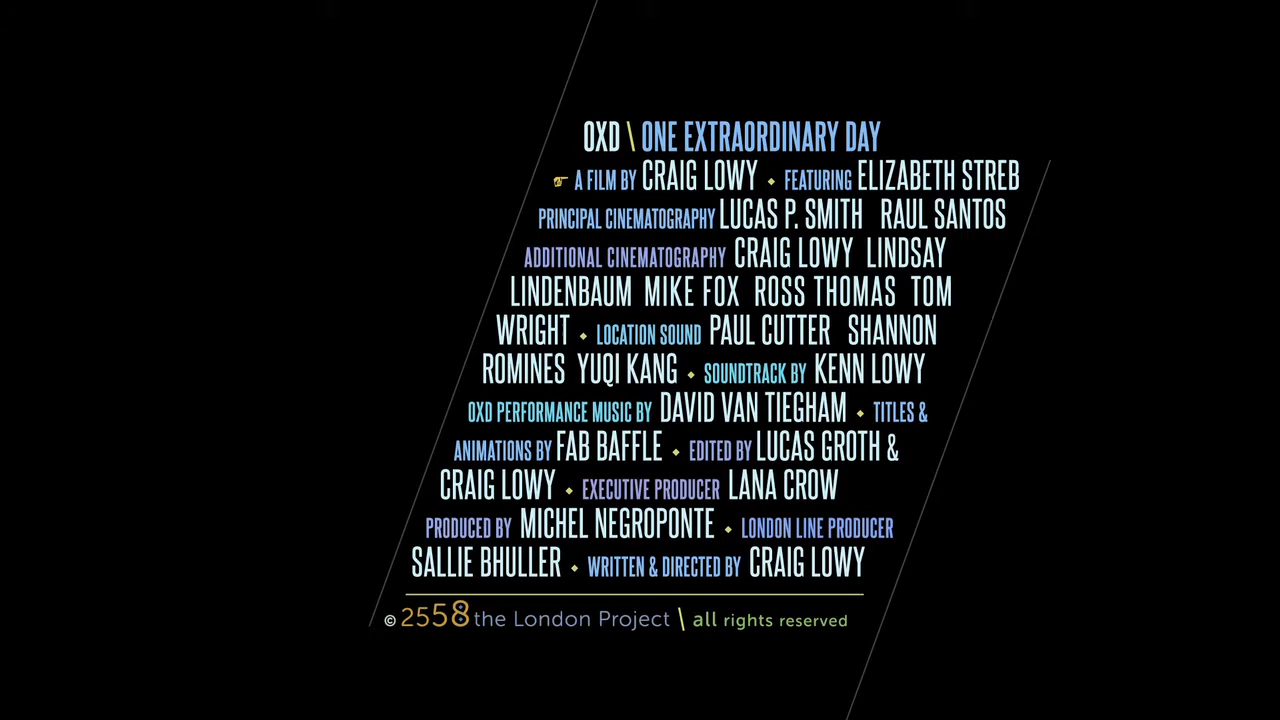 OXD \ ONE EXTRAORDINARY DAY
☞ A FILM BY CRAIG LOWY ⬥ FEATURING ELIZABETH STREB
PRINCIPAL CINEMATOGRAPHY LUCAS P. SMITH RAUL SANTOS
ADDITIONAL CINEMATOGRAPHY CRAIG LOWY LINDSAY
LINDENBAUM MIKE FOX ROSS THOMAS TOM
WRIGHT ⬥ LOCATION SOUND PAUL CUTTER SHANNON
ROMINES YUQI KANG ⬥ SOUNDTRACK BY KENN LOWY
OXD PERFORMANCE MUSIC BY DAVID VAN TIEGHAM ⬥ TITLES &
ANIMATIONS BY FAB BAFFLE ⬥ EDITED BY LUCAS GROTH &
CRAIG LOWY ⬥ EXECUTIVE PRODUCER LANA CROW
PRODUCED BY MICHEL NEGROPONTE ⬥ LONDON LINE PRODUCER
SALLIE BHULLER ⬥ WRITTEN & DIRECTED BY CRAIG LOWY
© 2558 the London Project \ all rights reserved